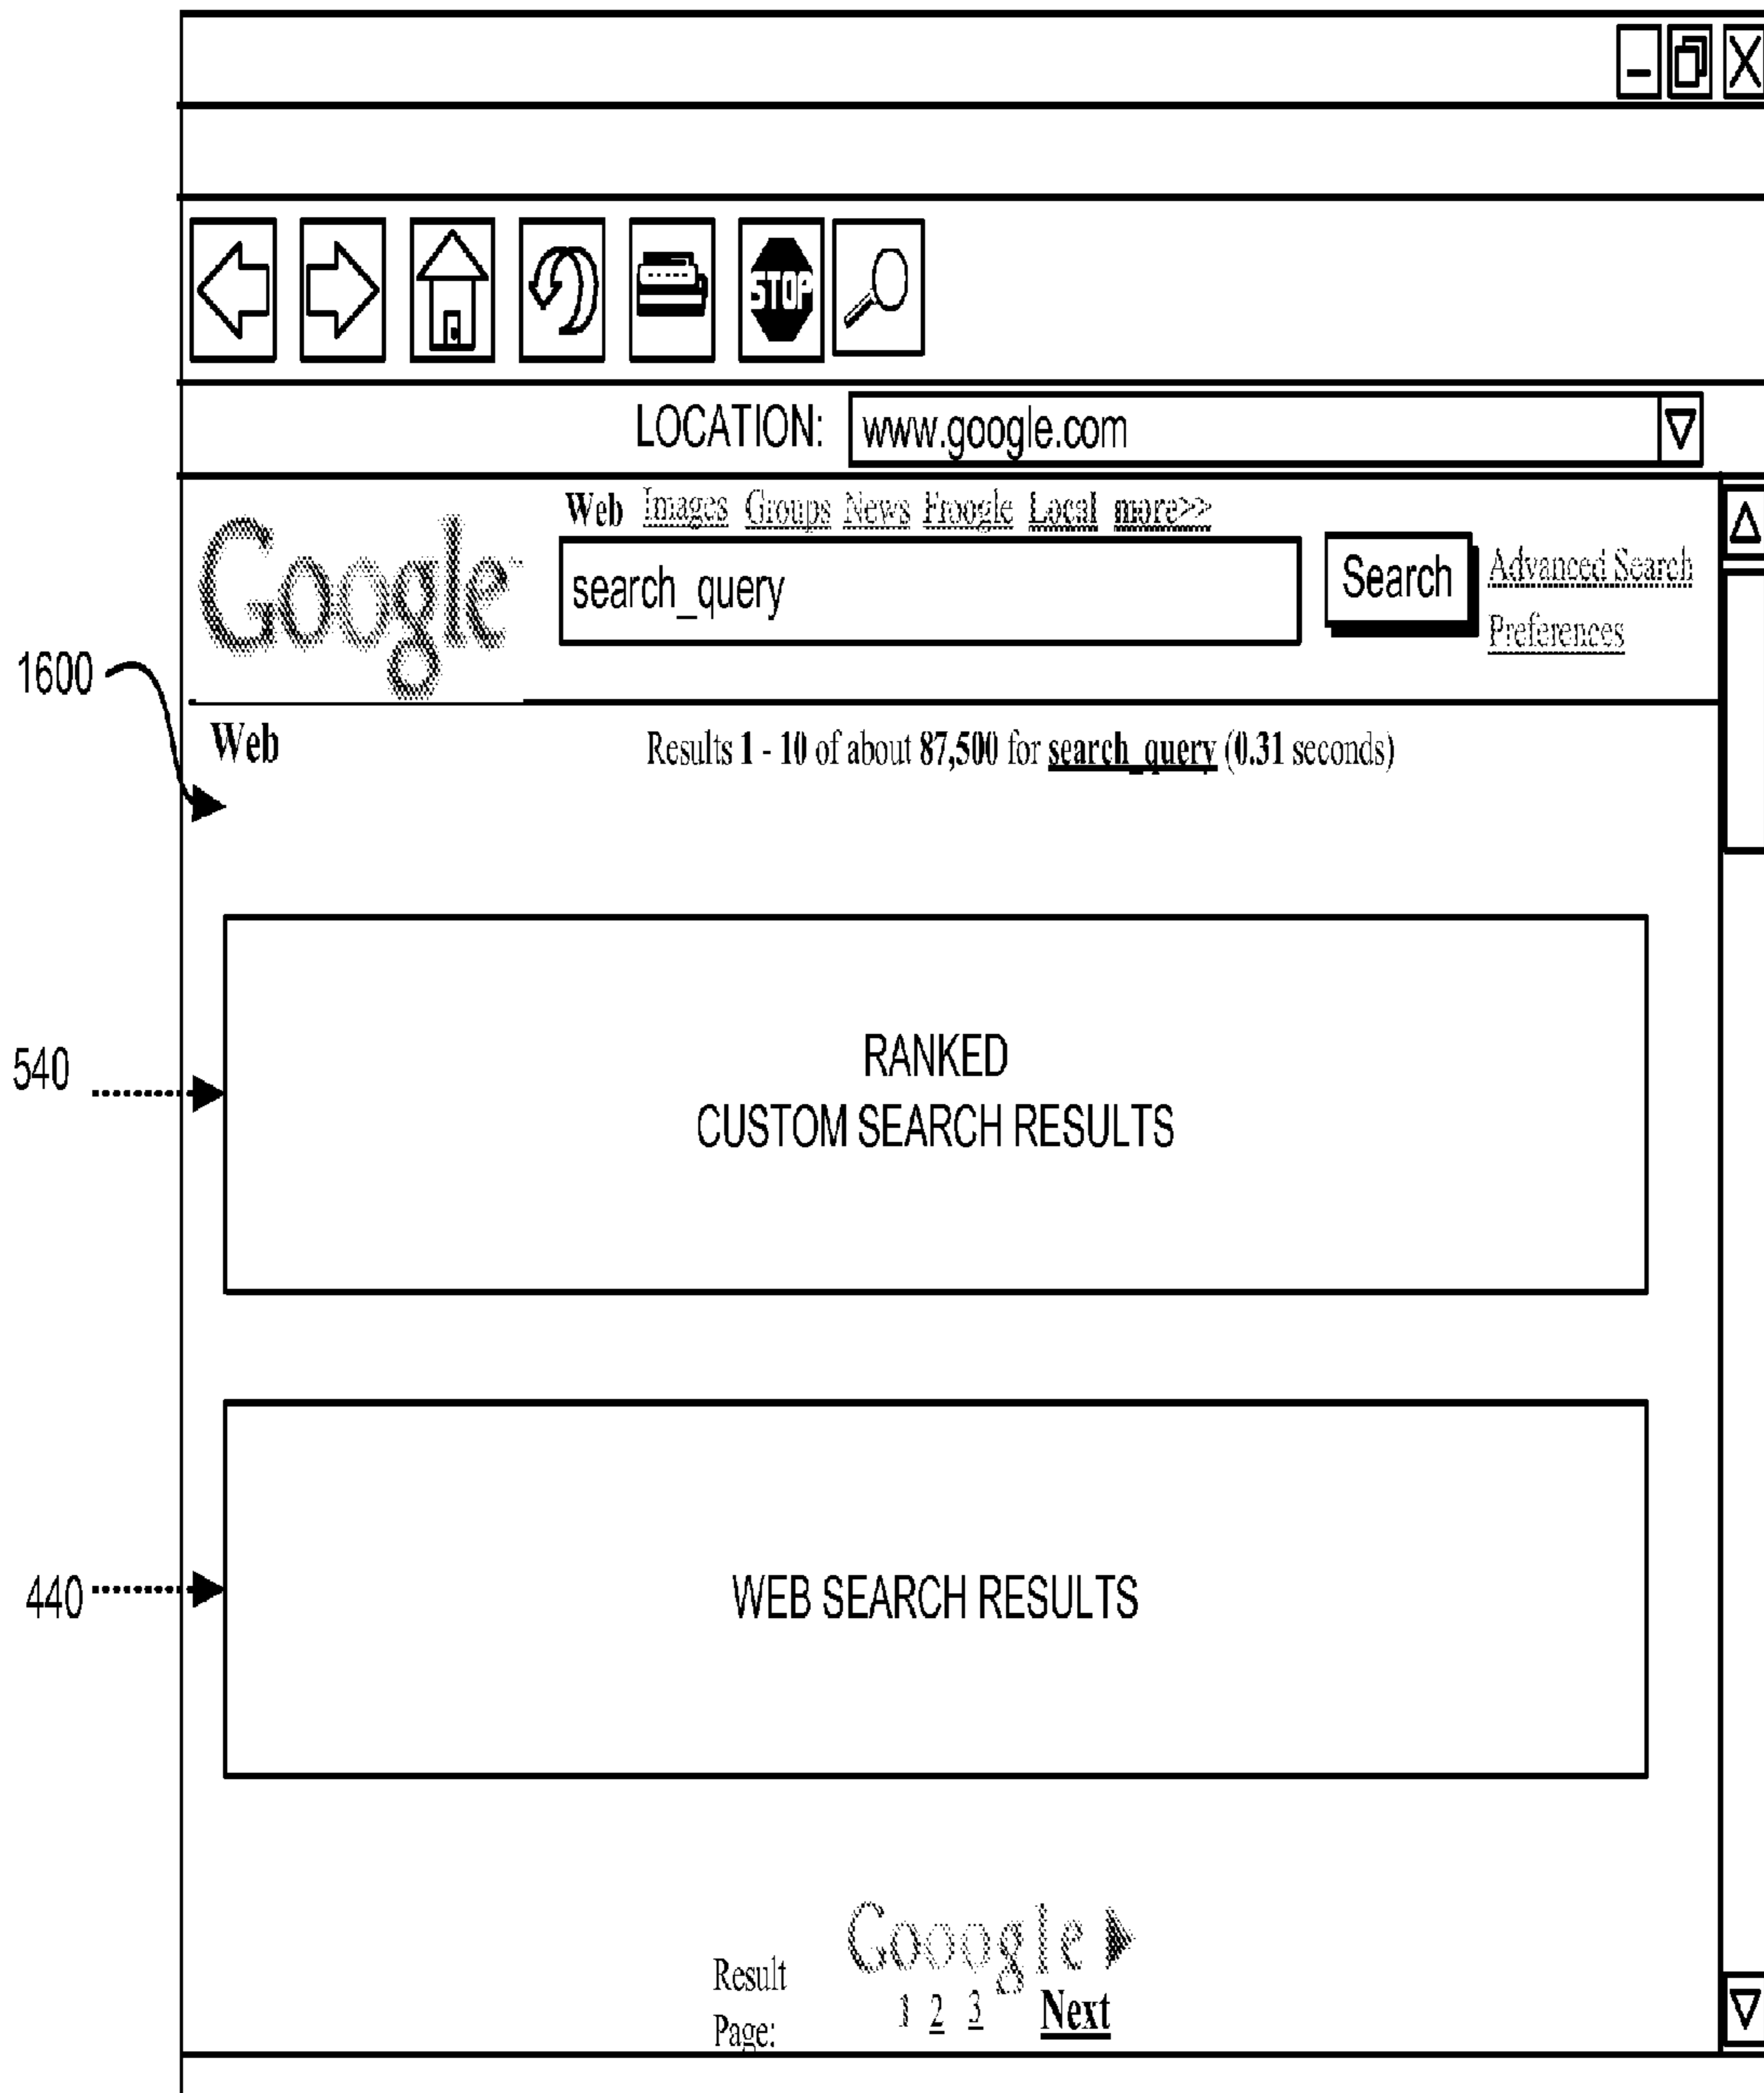 STOP
LOCATION: www.google.com
Web Images Groups News Froogle Local more>>
Google
search_query Search Advanced Search
Preferences
1600
Web Results 1 - 10 of about 87,500 for search_query (0.31 seconds)
540
RANKED
CUSTOM SEARCH RESULTS
440
WEB SEARCH RESULTS
Gooogle
Result
Page:
1 2 3 Next